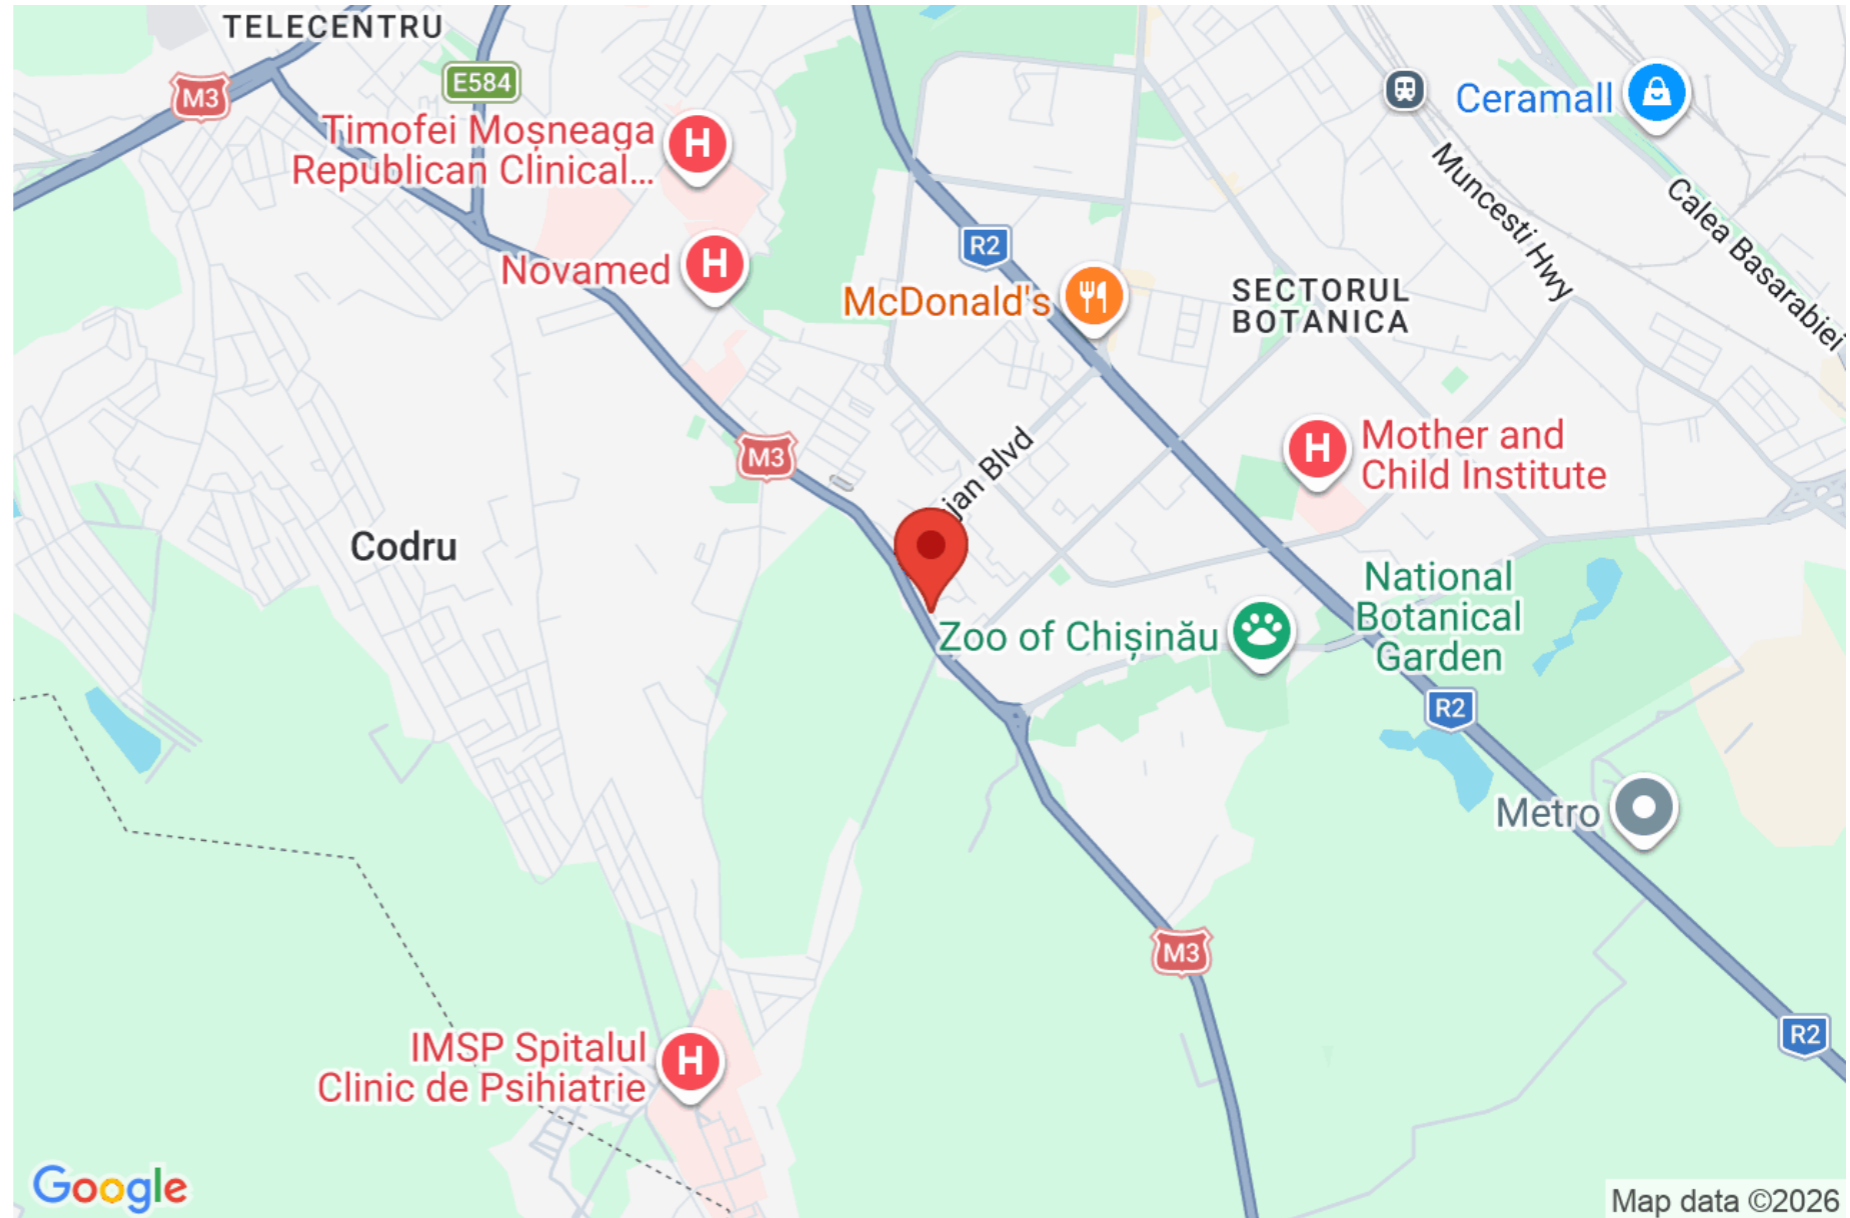 TELECENTRU
M3
E584
Timofei Moșneaga
Republican Clinical...
H
Ceramall
Muncesti Hwy
Calea Basarabiei
Novamed
H
R2
McDonald's
SECTORUL
BOTANICA
M3
jan Blvd
H
Mother and
Child Institute
Codru
National
Botanical
Garden
Zoo of Chișinău
R2
Metro
M3
R2
IMSP Spitalul
Clinic de Psihiatrie
H
Google
Map data ©2026